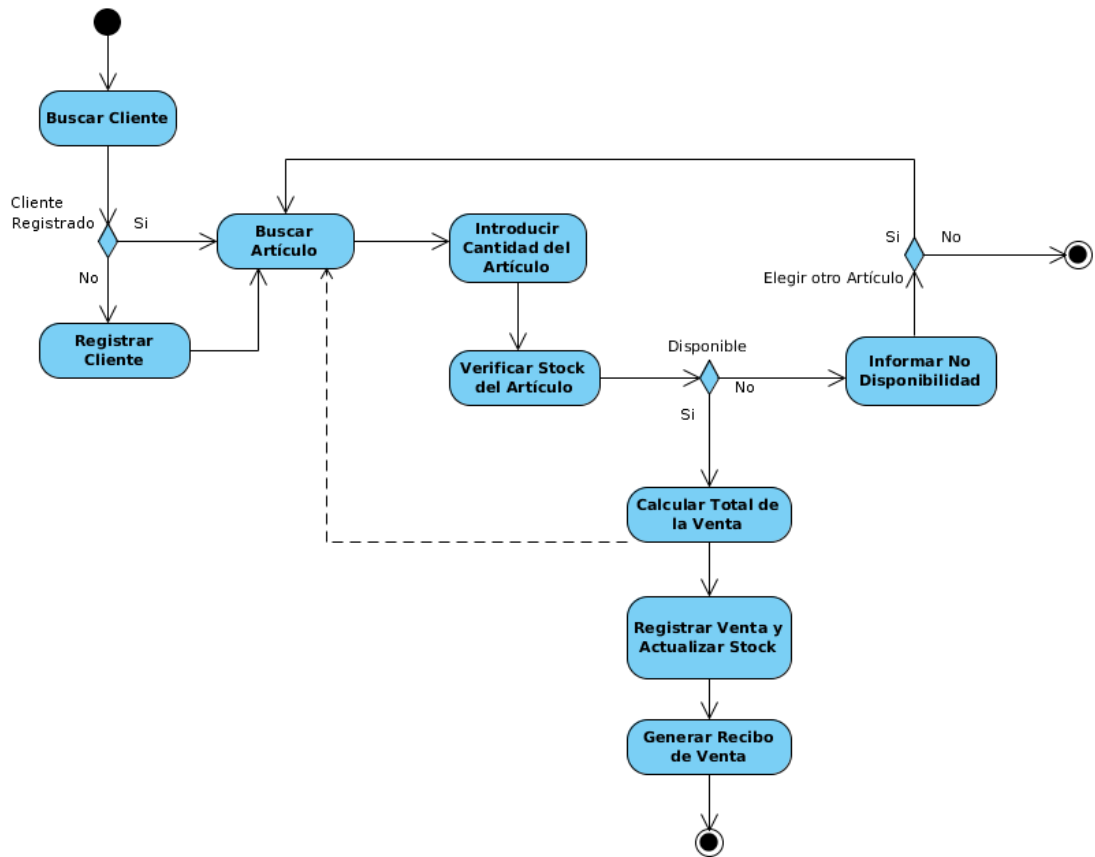 Buscar Cliente
Cliente
Registrado
Si
No
Registrar
Cliente
Buscar
Artículo
Introducir
Cantidad del
Artículo
Verificar Stock
del Artículo
Disponible
No
Si
Informar No
Disponibilidad
Elegir otro Artículo
Si
No
Calcular Total de
la Venta
Registrar Venta y
Actualizar Stock
Generar Recibo
de Venta